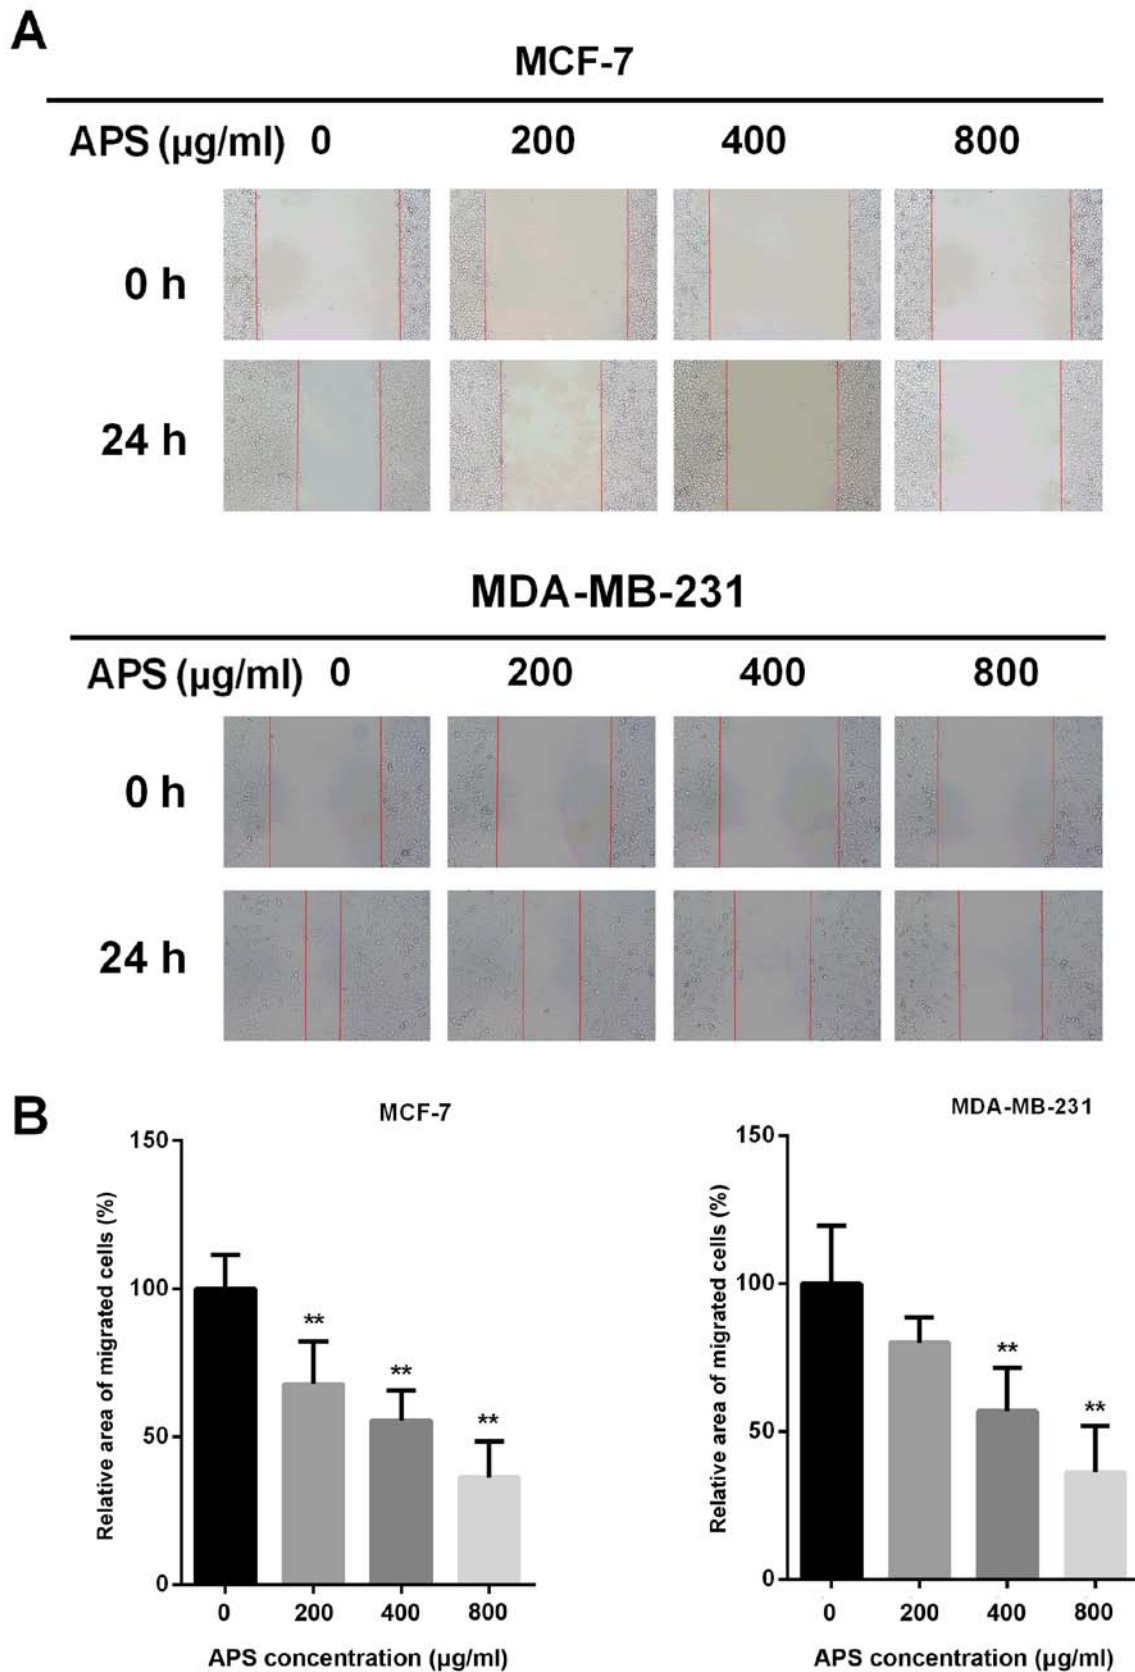 A
MCF-7
APS (µg/ml) 0 200 400 800
0 h
24 h
MDA-MB-231
APS (µg/ml) 0 200 400 800
0 h
24 h
B
MCF-7
150
100
50
0
Relative area of migrated cells (%)
**
**
**
0 200 400 800
APS concentration (µg/ml)
MDA-MB-231
150
100
50
0
Relative area of migrated cells (%)
**
**
0 200 400 800
APS concentration (µg/ml)